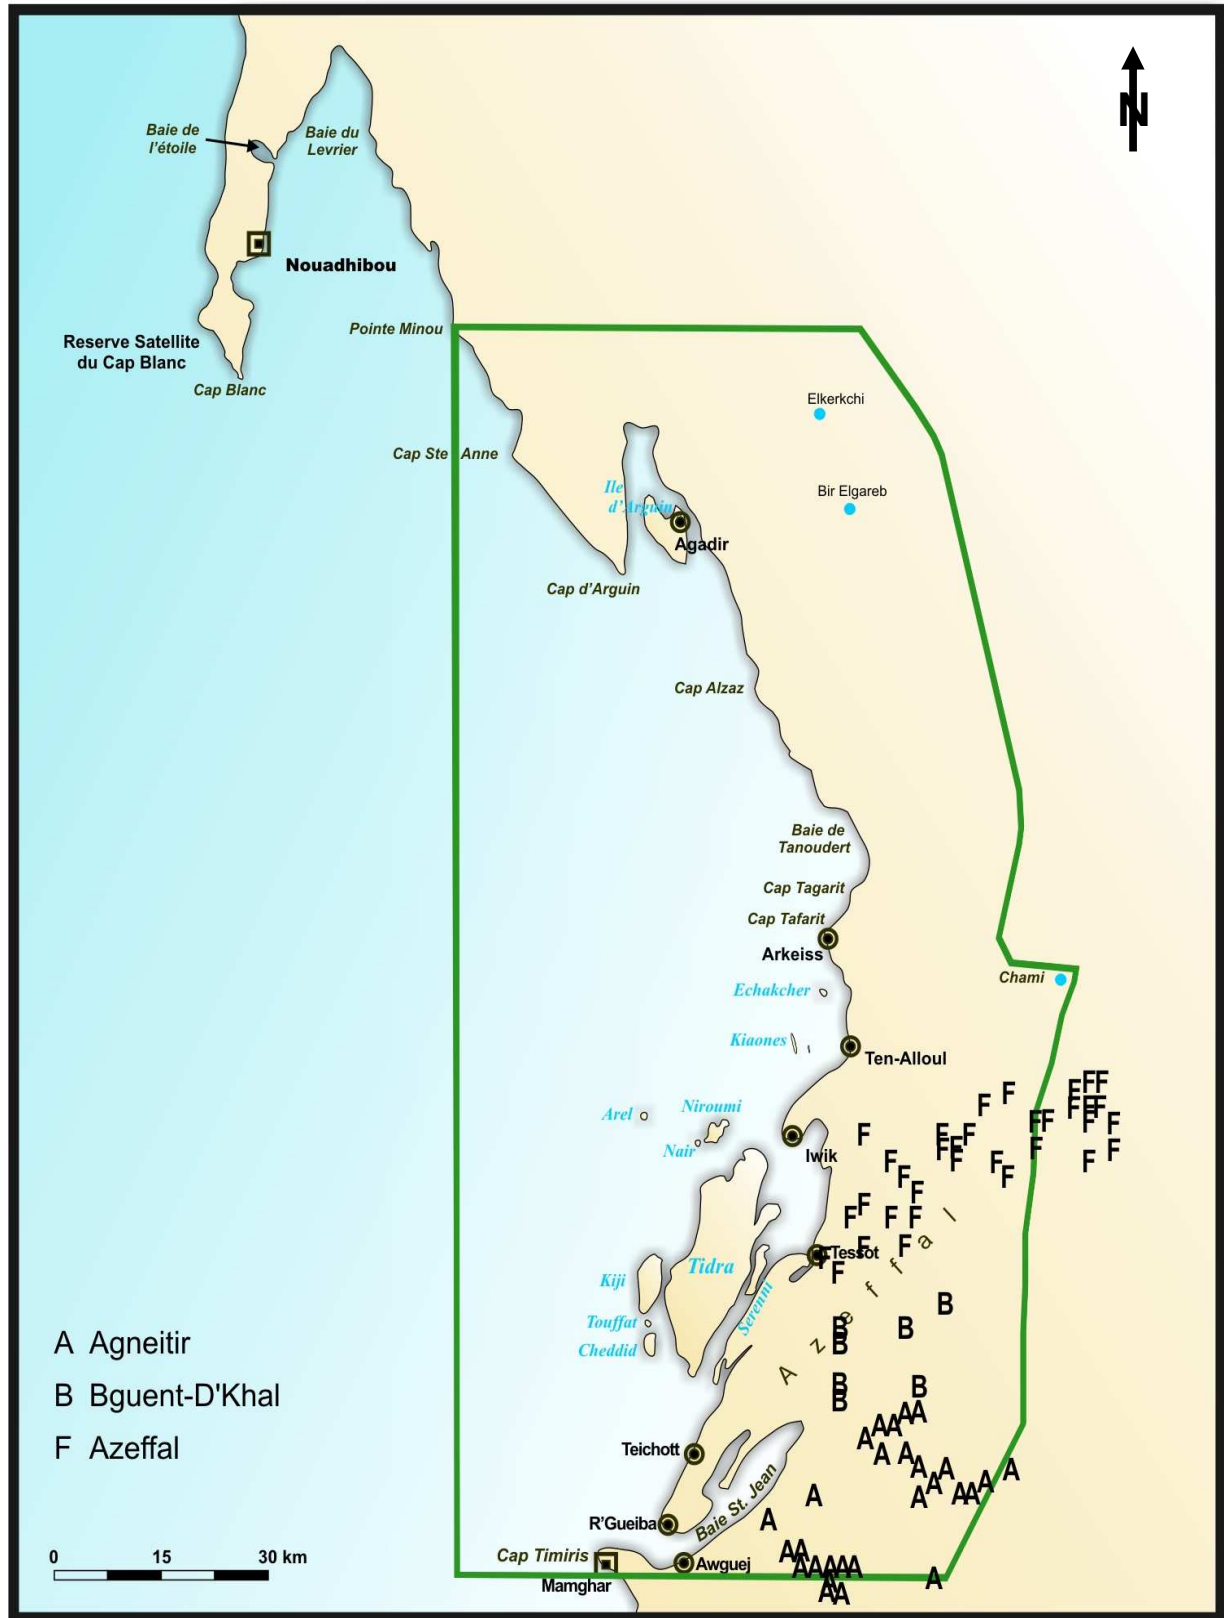 N
Baie de
l'étoile
Baie du
Levrier
Nouadhibou
Pointe Minou
Reserve Satellite
du Cap Blanc
Cap Blanc
Elkerkchi
Cap Ste Anne
Bir Elgareb
Ile
d'Arguin
Agadir
Cap d'Arguin
Cap Alzaz
Baie de
Tanoudert
Cap Tagarit
Cap Tafarit
Arkeiss
Chami
Echakcher
Kiaones
Ten-Alloul
F F
F
F
F
F F F
F
Arel
Niroumi
F F
F
F
F
F F
F
Iwik
Nair
F F
F
F
F
F F
F
F
F
F
F
F
F F
F
F
Tessot
F
F
Tidra
Kiji
Serenni
Touffat
Cheddid
Azeffal
B
B
B
B
B
B
B
A Agneitir
B Bguent-D'Khal
F Azeffal
A A
A A
A
Teichott
A A
A A A
A A
A A A
A
Baie St. Jean
R'Gueiba
A
A A
Cap Timiris
Awguej
A A A A A
Mamghar
A A
A A
0 15 30 km